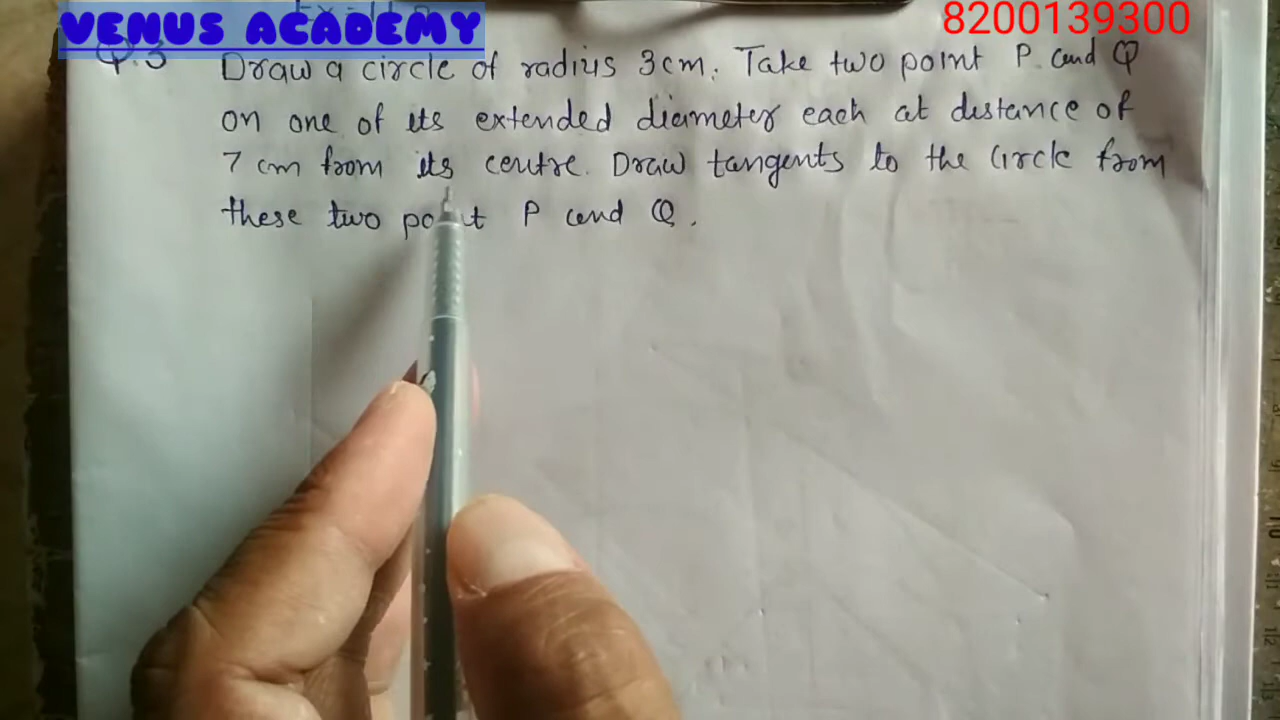 VENUS ACADEMY
8200139300
Q.3 Draw a circle of radius 3cm. Take two point P and Q
on one of its extended diameter each at distance of
7 cm from its centre. Draw tangents to the circle from
these two point P and Q.